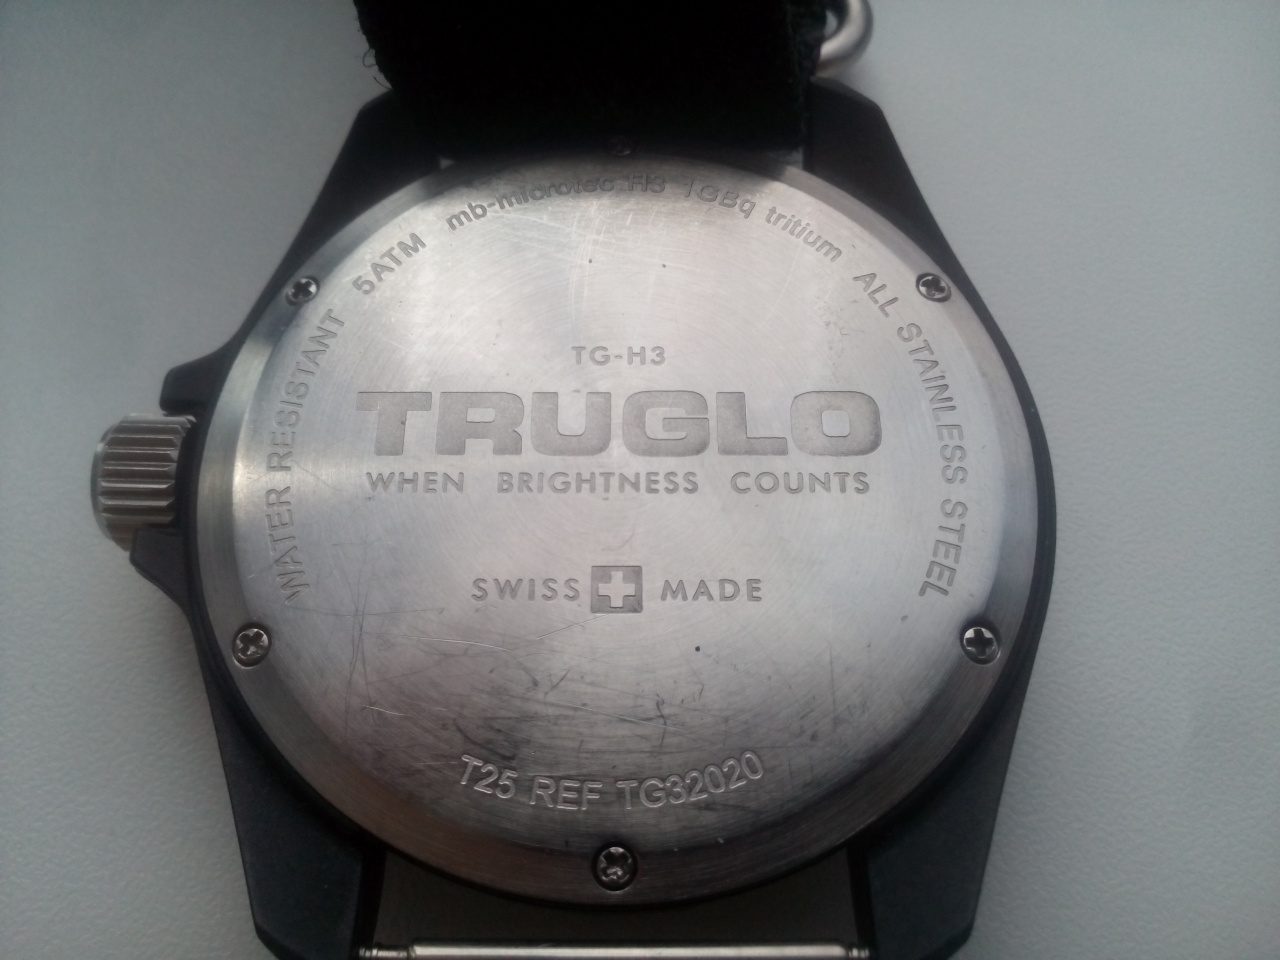 WATER RESISTANT 5ATM mb-microtec H3 1GBq tritium ALL STAINLESS STEEL
TG-H3
TRUGLO
WHEN BRIGHTNESS COUNTS
SWISS MADE
T25 REF TG32020